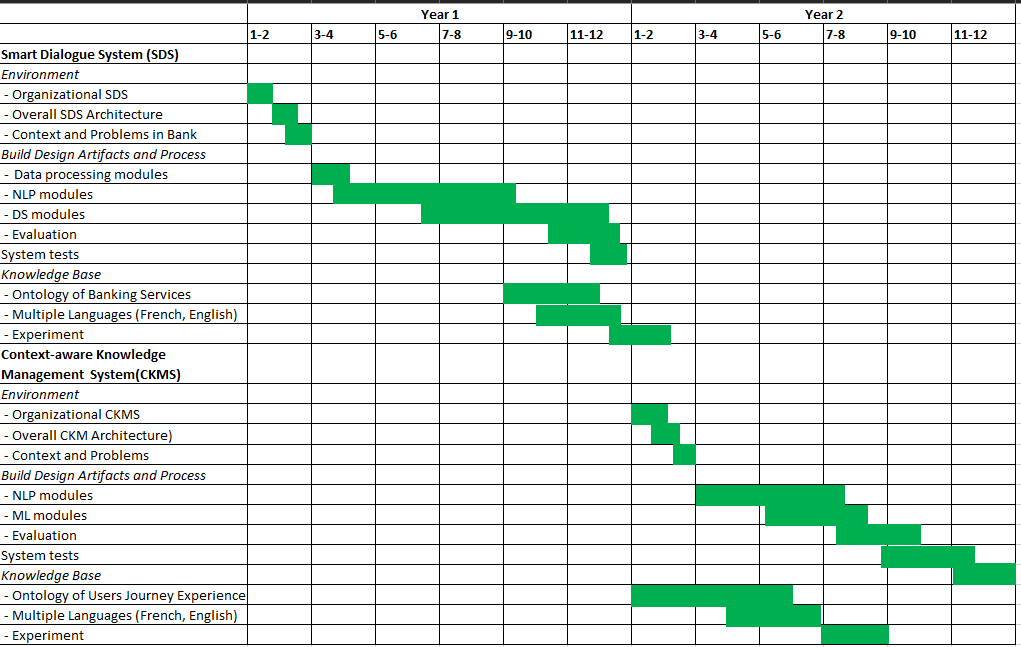 Year 1 Year 2
1-2 3-4 5-6 7-8 9-10 11-12 1-2 3-4 5-6 7-8 9-10 11-12
Smart Dialogue System (SDS)
Environment
- Organizational SDS
- Overall SDS Architecture
- Context and Problems in Bank
Build Design Artifacts and Process
- Data processing modules
- NLP modules
- DS modules
- Evaluation
System tests
Knowledge Base
- Ontology of Banking Services
- Multiple Languages (French, English)
- Experiment
Context-aware Knowledge
Management System(CKMS)
Environment
- Organizational CKMS
- Overall CKM Architecture)
- Context and Problems
Build Design Artifacts and Process
- NLP modules
- ML modules
- Evaluation
System tests
Knowledge Base
- Ontology of Users Journey Experience
- Multiple Languages (French, English)
- Experiment